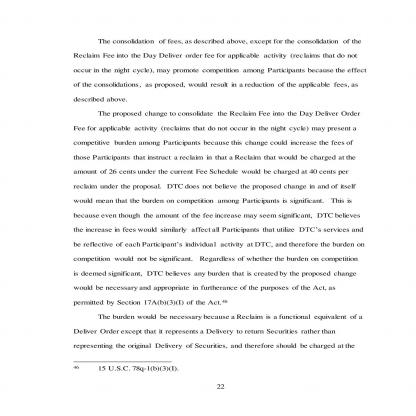 The consolidation of fees, as described above, except for the consolidation of the
Reclaim Fee into the Day Deliver order fee for applicable activity (reclaims that do not
occur in the night cycle), may promote competition among Participants because the effect
of the consolidations, as proposed, would result in a reduction of the applicable fees, as
described above.
The proposed change to consolidate the Reclaim Fee into the Day Deliver Order
Fee for applicable activity (reclaims that do not occur in the night cycle) may present a
competitive burden among Participants because this change could increase the fees of
those Participants that instruct a reclaim in that a Reclaim that would be charged at the
amount of 26 cents under the current Fee Schedule would be charged at 40 cents per
reclaim under the proposal. DTC does not believe the proposed change in and of itself
would mean that the burden on competition among Participants is significant. This is
because even though the amount of the fee increase may seem significant, DTC believes
the increase in fees would similarly affect all Participants that utilize DTC's services and
be reflective of each Participant's individual activity at DTC, and therefore the burden on
competition would not be significant. Regardless of whether the burden on competition
is deemed significant, DTC believes any burden that is created by the proposed change
would be necessary and appropriate in furtherance of the purposes of the Act, as
permitted by Section 17A(b)(3)(I) of the Act.46
The burden would be necessary because a Reclaim is a functional equivalent of a
Deliver Order except that it represents a Delivery to return Securities rather than
representing the original Delivery of Securities, and therefore should be charged at the
46 15 U.S.C. 78q-1(b)(3)(I).
22